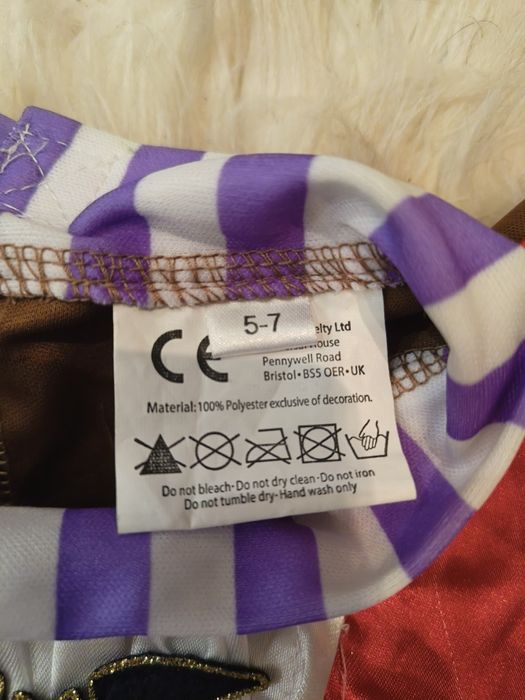 5-7
CE
Ltd
Pennywell Road
Bristol•BS5 OER•UK
Material: 100% Polyester exclusive of decoration.
Do not bleach•Do not dry clean•Do not iron
Do not tumble dry•Hand wash only